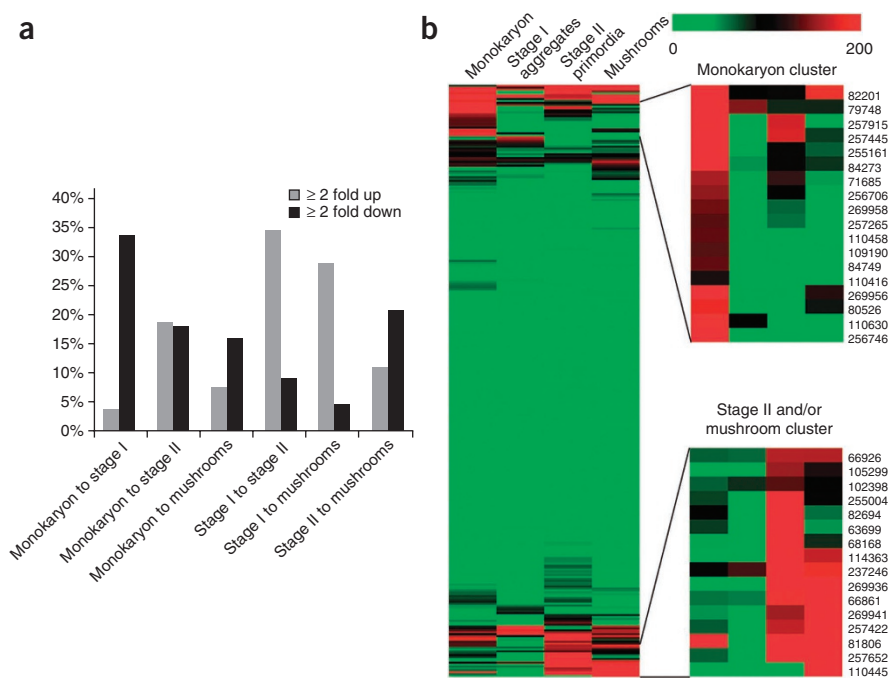 a
≥ 2 fold up
≥ 2 fold down
40%
35%
30%
25%
20%
15%
10%
5%
0%
Monokaryon to stage I
Monokaryon to stage II
Monokaryon to mushrooms
Stage I to stage II
Stage I to mushrooms
Stage II to mushrooms
b
Monokaryon
Stage I
aggregates
Stage II
primordia
Mushrooms
0
200
Monokaryon cluster
82201
79748
257915
257445
255161
84273
71685
256706
269958
257265
110458
109190
84749
110416
269956
80526
110630
256746
Stage II and/or
mushroom cluster
66926
105299
102398
255004
82694
63699
68168
114363
237246
269936
66861
269941
257422
81806
257652
110445